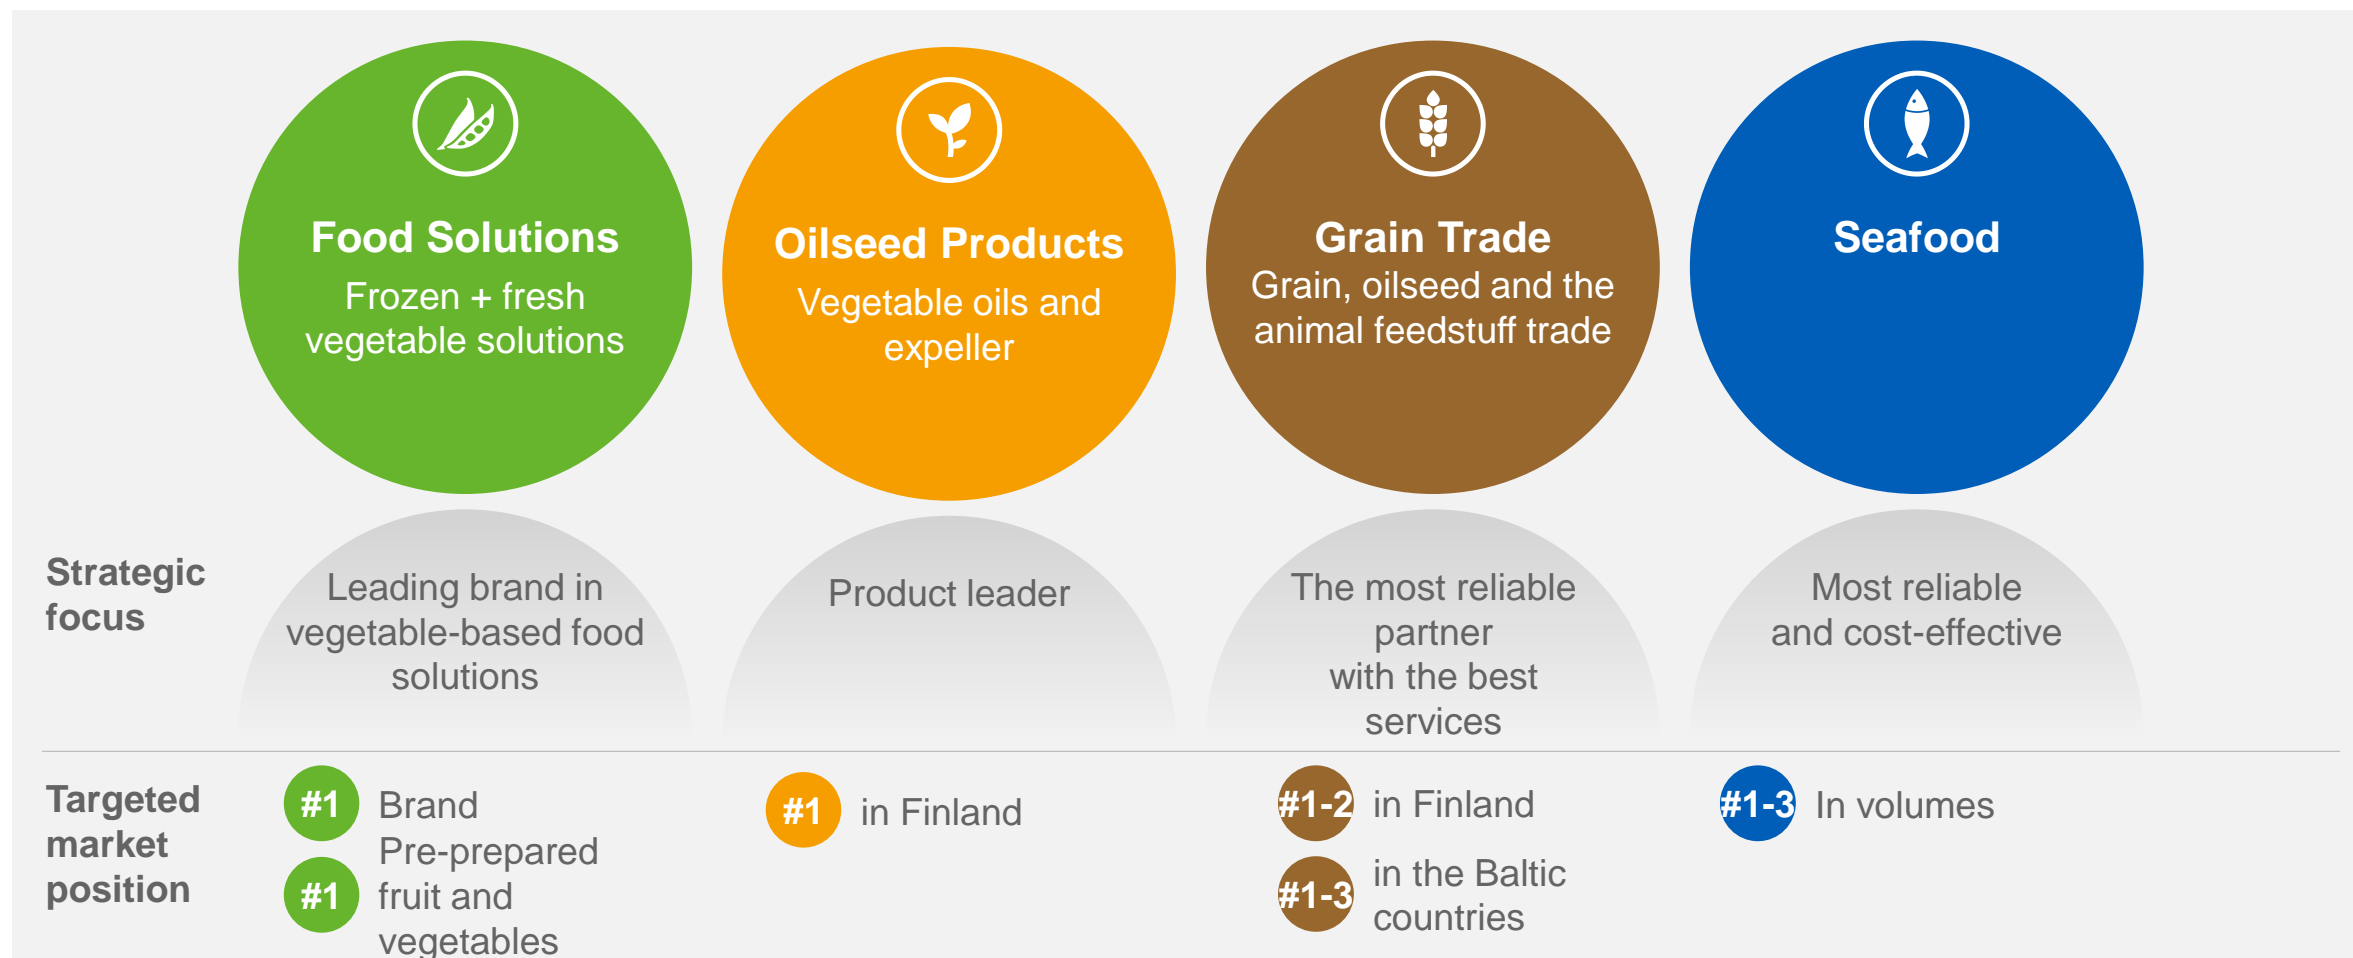 Food Solutions
Frozen + fresh
vegetable solutions
Oilseed Products
Vegetable oils and
expeller
Grain Trade
Grain, oilseed and the
animal feedstuff trade
Seafood
Strategic
focus
Leading brand in
vegetable-based food
solutions
Product leader
The most reliable
partner
with the best
services
Most reliable
and cost-effective
Targeted
market
position
#1 Brand
#1 Pre-prepared
fruit and
vegetables
#1 in Finland
#1-2 in Finland
#1-3 in the Baltic
countries
#1-3 In volumes